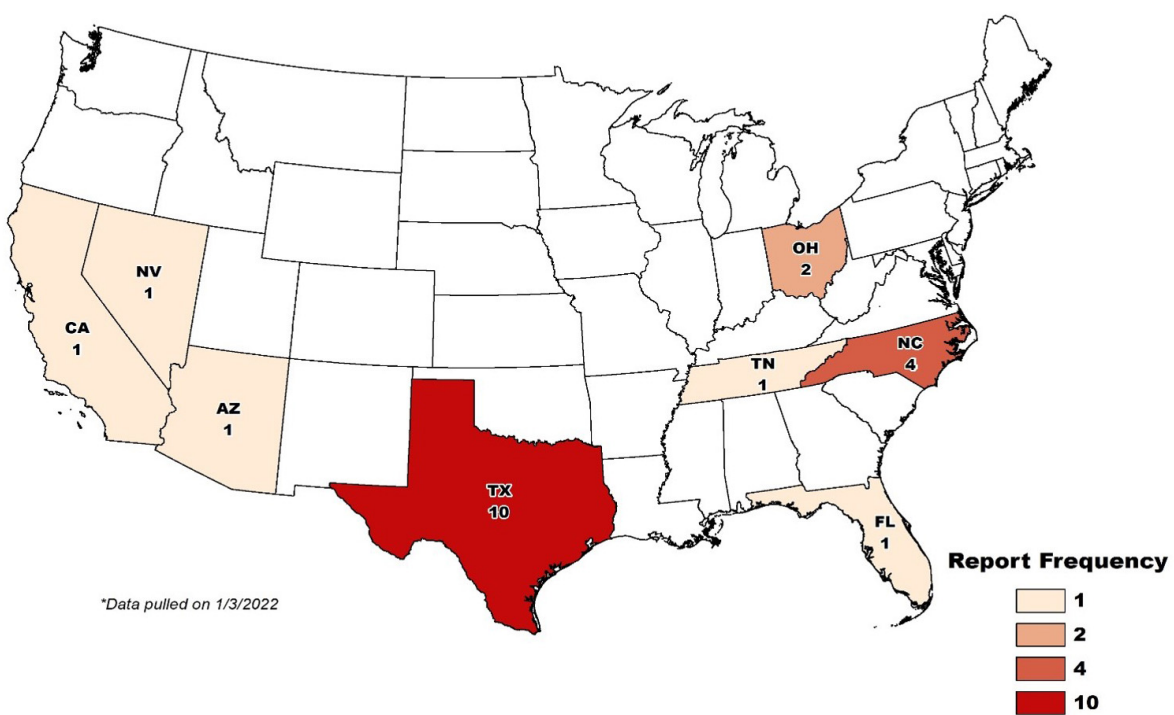 OH
2
NV
1
CA
1
NC
4
TN
1
AZ
1
TX
10
FL
1
Report Frequency
1
2
4
10
*Data pulled on 1/3/2022